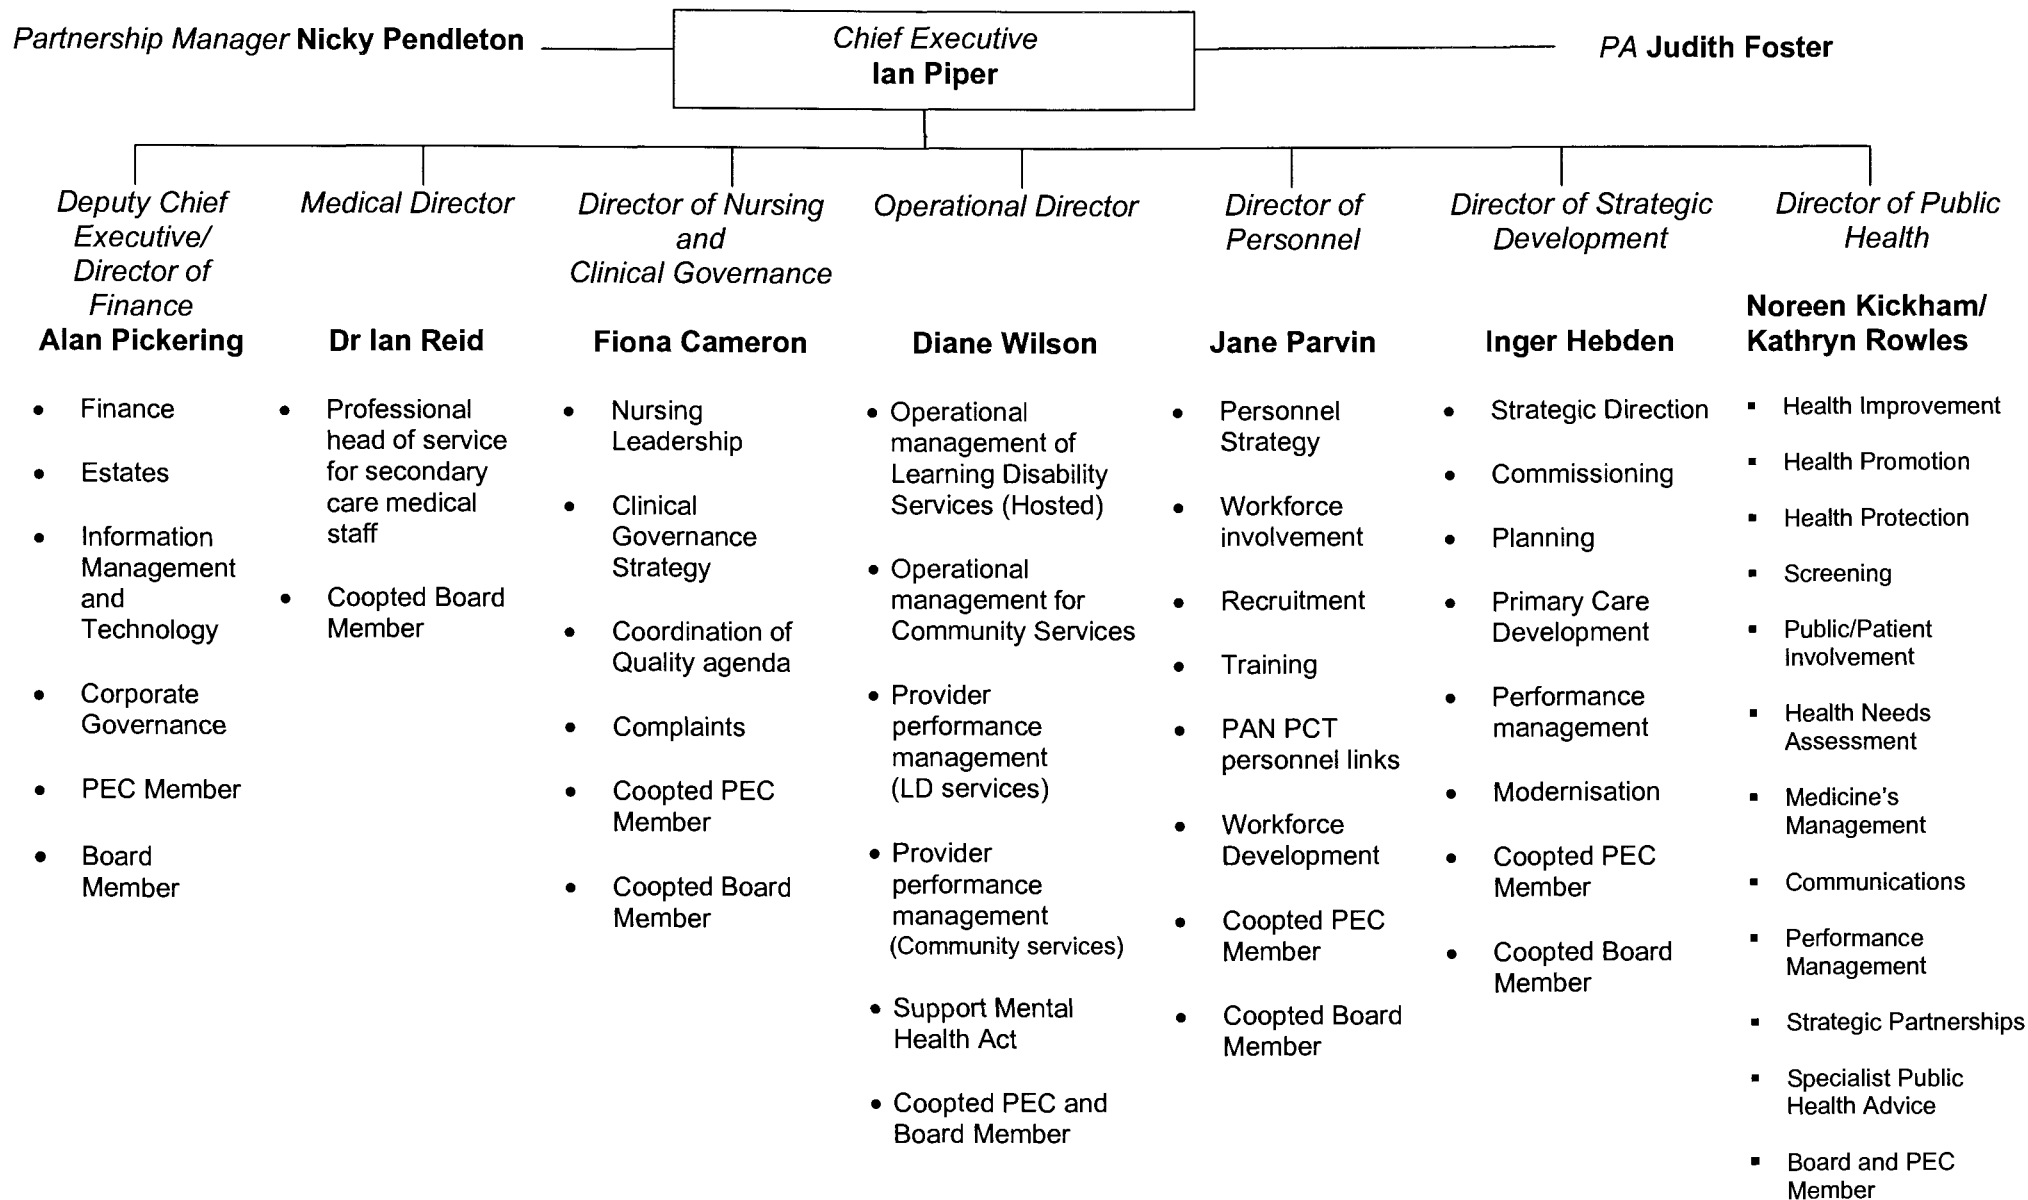 Partnership Manager Nicky Pendleton
Chief Executive
Ian Piper
PA Judith Foster
Deputy Chief
Executive/
Director of
Finance
Alan Pickering
• Finance
• Estates
• Information
Management
and
Technology
• Corporate
Governance
• PEC Member
• Board
Member
Medical Director
Dr Ian Reid
• Professional
head of service
for secondary
care medical
staff
• Coopted Board
Member
Director of Nursing
and
Clinical Governance
Fiona Cameron
• Nursing
Leadership
• Clinical
Governance
Strategy
• Coordination of
Quality agenda
• Complaints
• Coopted PEC
Member
• Coopted Board
Member
Operational Director
Diane Wilson
• Operational
management of
Learning Disability
Services (Hosted)
• Operational
management for
Community Services
• Provider
performance
management
(LD services)
• Provider
performance
management
(Community services)
• Support Mental
Health Act
• Coopted PEC and
Board Member
Director of
Personnel
Jane Parvin
• Personnel
Strategy
• Workforce
involvement
• Recruitment
• Training
• PAN PCT
personnel links
• Workforce
Development
• Coopted PEC
Member
• Coopted Board
Member
Director of Strategic
Development
Inger Hebden
• Strategic Direction
• Commissioning
• Planning
• Primary Care
Development
• Performance
management
• Modernisation
• Coopted PEC
Member
• Coopted Board
Member
Director of Public
Health
Noreen Kickham/
Kathryn Rowles
▪ Health Improvement
▪ Health Promotion
▪ Health Protection
▪ Screening
▪ Public/Patient
Involvement
▪ Health Needs
Assessment
▪ Medicine's
Management
▪ Communications
▪ Performance
Management
▪ Strategic Partnerships
▪ Specialist Public
Health Advice
▪ Board and PEC
Member